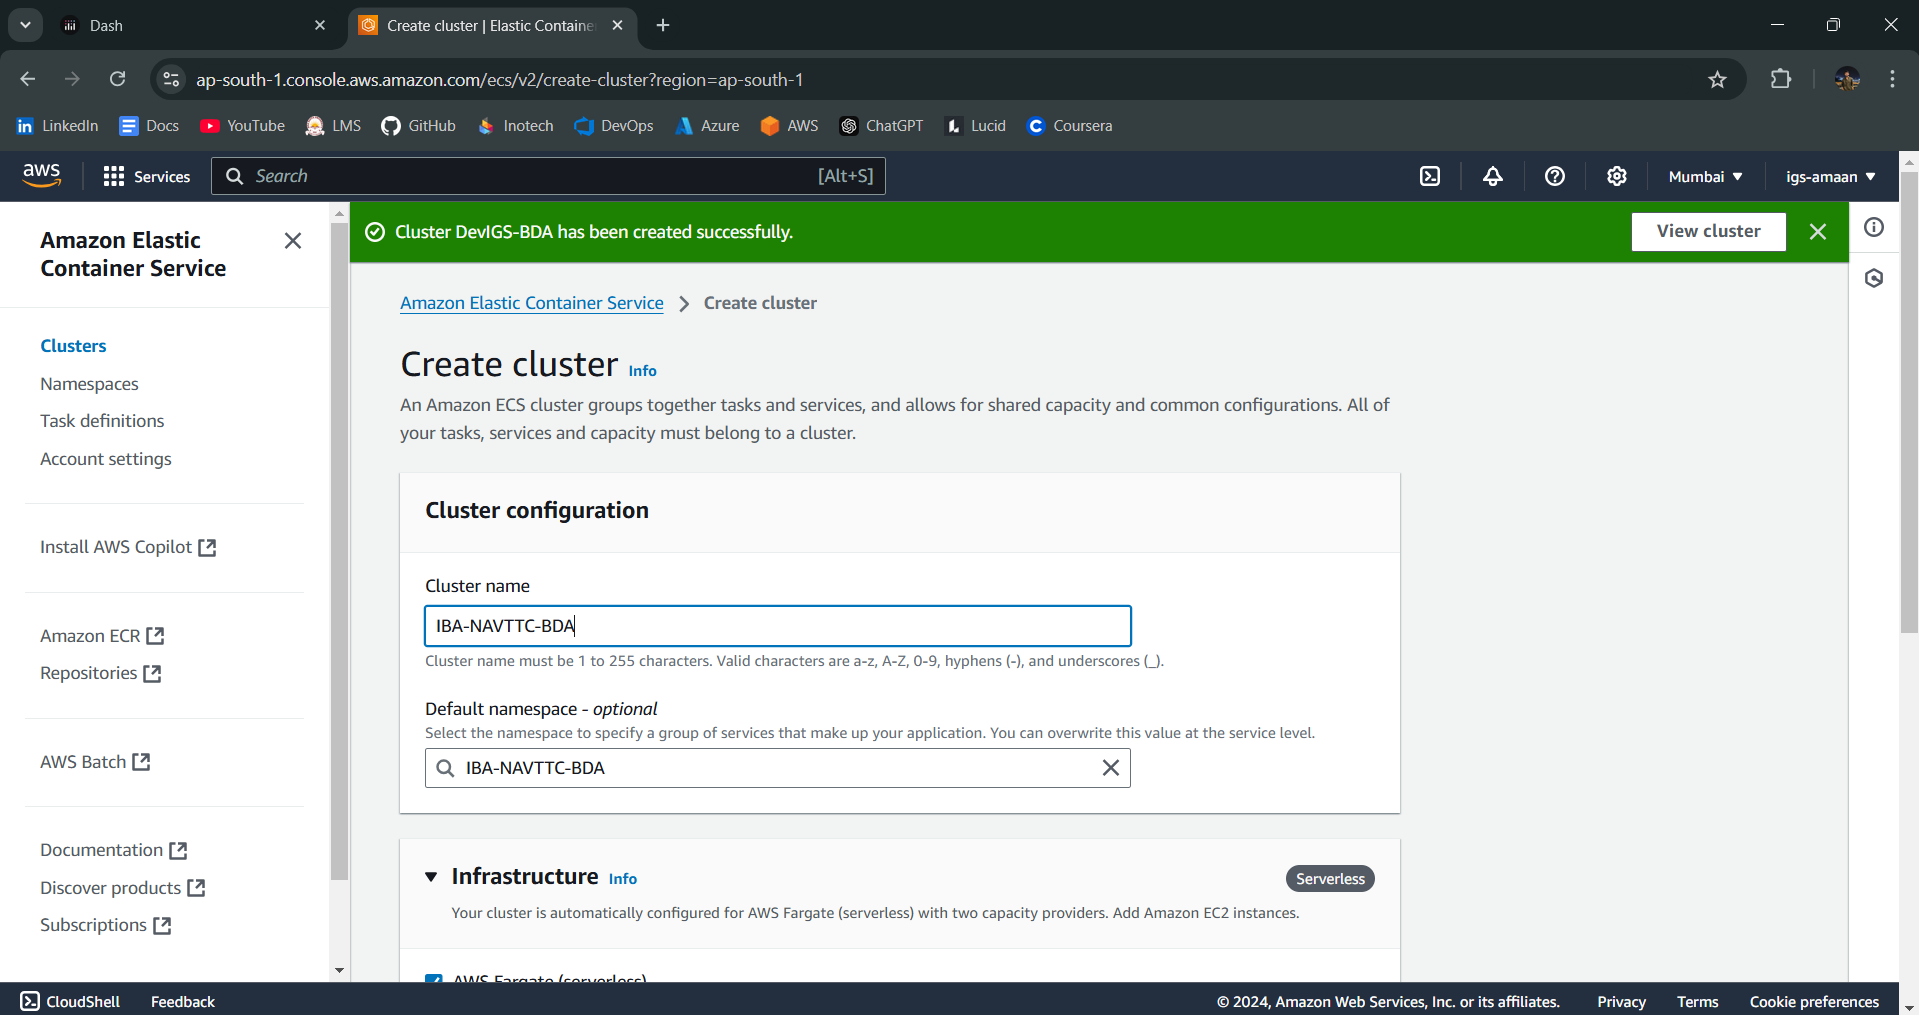 Dash
Create cluster | Elastic Containe
ap-south-1.console.aws.amazon.com/ecs/v2/create-cluster?region=ap-south-1
LinkedIn Docs YouTube LMS GitHub Inotech DevOps Azure AWS ChatGPT Lucid Coursera
aws Services Search [Alt+S] Mumbai igs-amaan
Amazon Elastic
Container Service
Clusters
Namespaces
Task definitions
Account settings
Install AWS Copilot
Amazon ECR
Repositories
AWS Batch
Documentation
Discover products
Subscriptions
Cluster DevIGS-BDA has been created successfully. View cluster
Amazon Elastic Container Service > Create cluster
Create cluster Info
An Amazon ECS cluster groups together tasks and services, and allows for shared capacity and common configurations. All of
your tasks, services and capacity must belong to a cluster.
Cluster configuration
Cluster name
IBA-NAVTTC-BDA
Cluster name must be 1 to 255 characters. Valid characters are a-z, A-Z, 0-9, hyphens (-), and underscores (_).
Default namespace - optional
Select the namespace to specify a group of services that make up your application. You can overwrite this value at the service level.
IBA-NAVTTC-BDA
Infrastructure Info Serverless
Your cluster is automatically configured for AWS Fargate (serverless) with two capacity providers. Add Amazon EC2 instances.
AWS Fargate (serverless)
CloudShell Feedback © 2024, Amazon Web Services, Inc. or its affiliates. Privacy Terms Cookie preferences